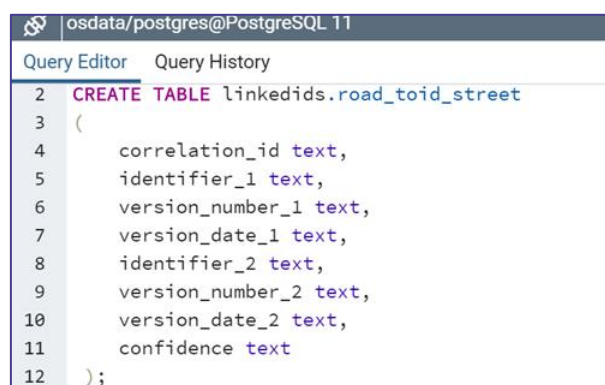 osdata/postgres@PostgreSQL 11
Query Editor Query History
2 CREATE TABLE linkedids.road_toid_street
3 (
4 correlation_id text,
5 identifier_1 text,
6 version_number_1 text,
7 version_date_1 text,
8 identifier_2 text,
9 version_number_2 text,
10 version_date_2 text,
11 confidence text
12 );